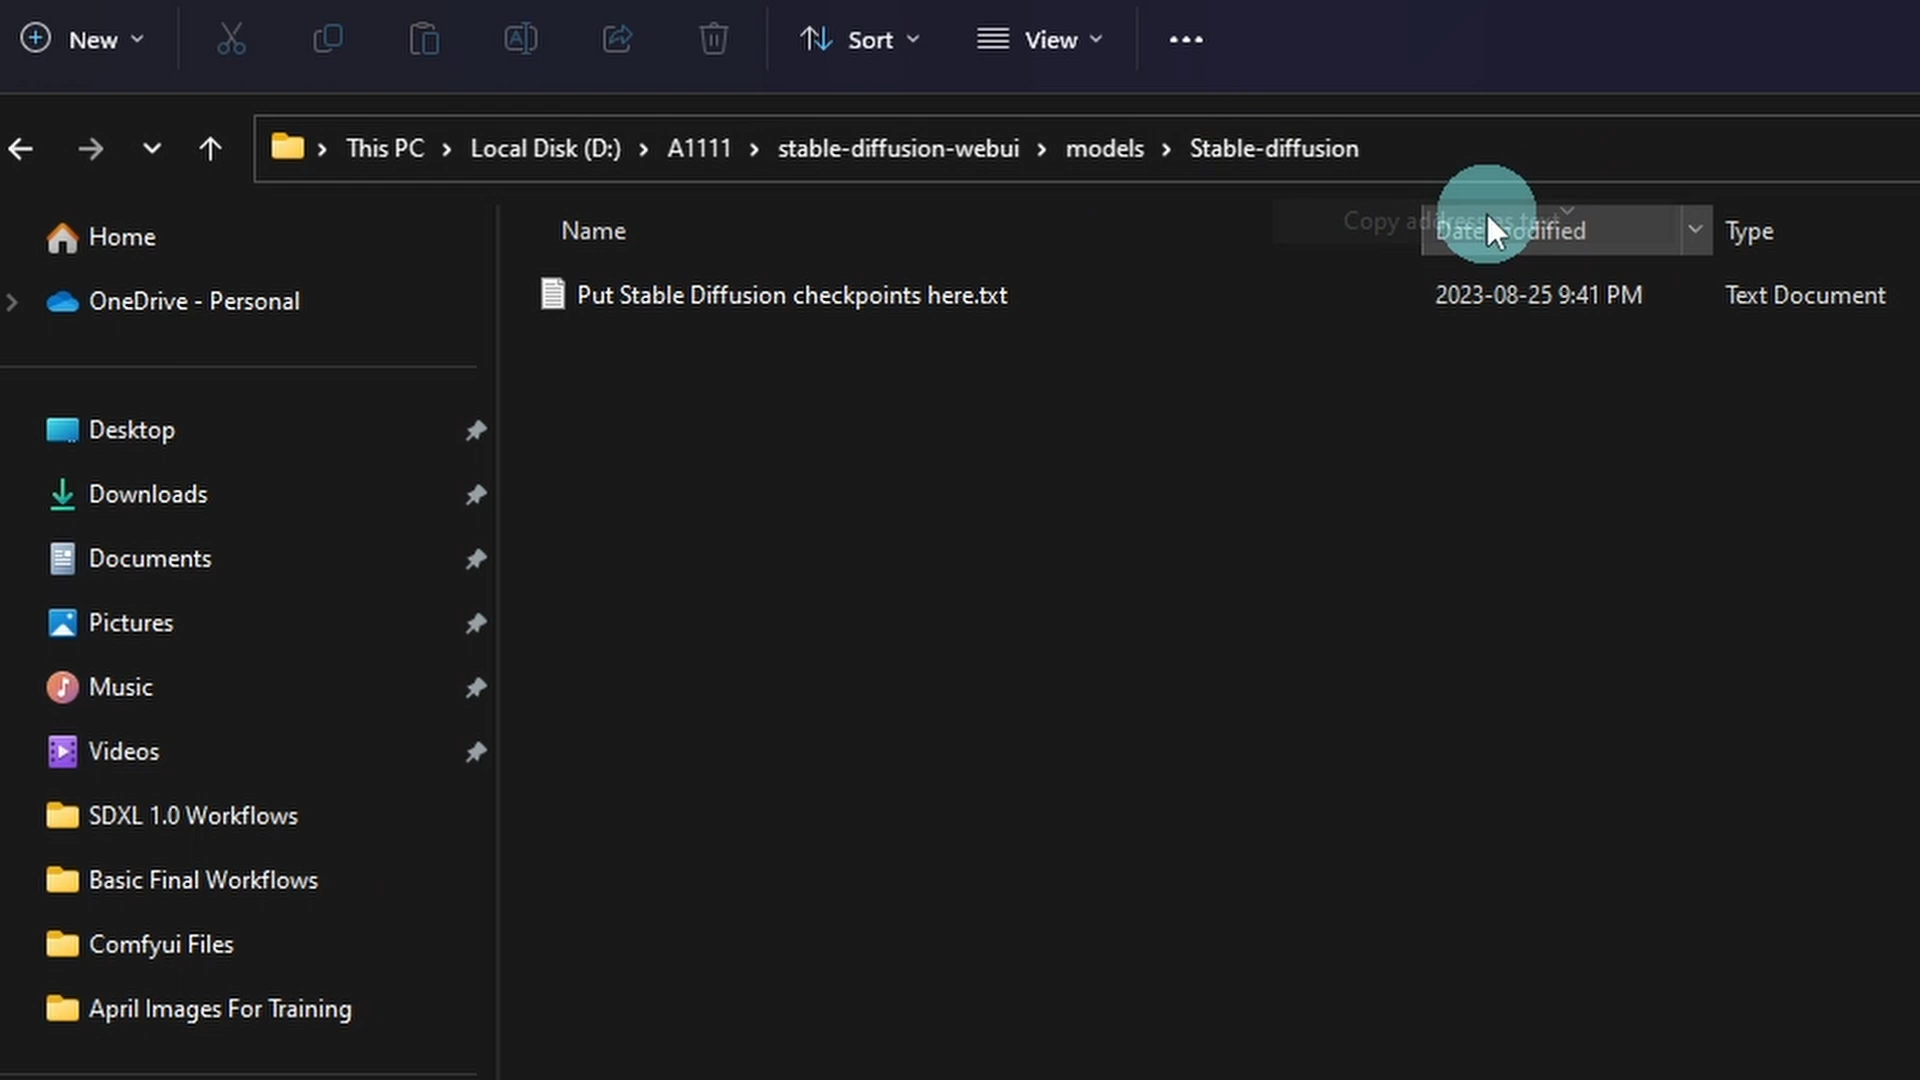 New
Sort
View
This PC > Local Disk (D:) > A1111 > stable-diffusion-webui > models > Stable-diffusion
Home
OneDrive - Personal
Desktop
Downloads
Documents
Pictures
Music
Videos
SDXL 1.0 Workflows
Basic Final Workflows
Comfyui Files
April Images For Training
Name
Copy address as text
Date modified
Type
Put Stable Diffusion checkpoints here.txt
2023-08-25 9:41 PM
Text Document